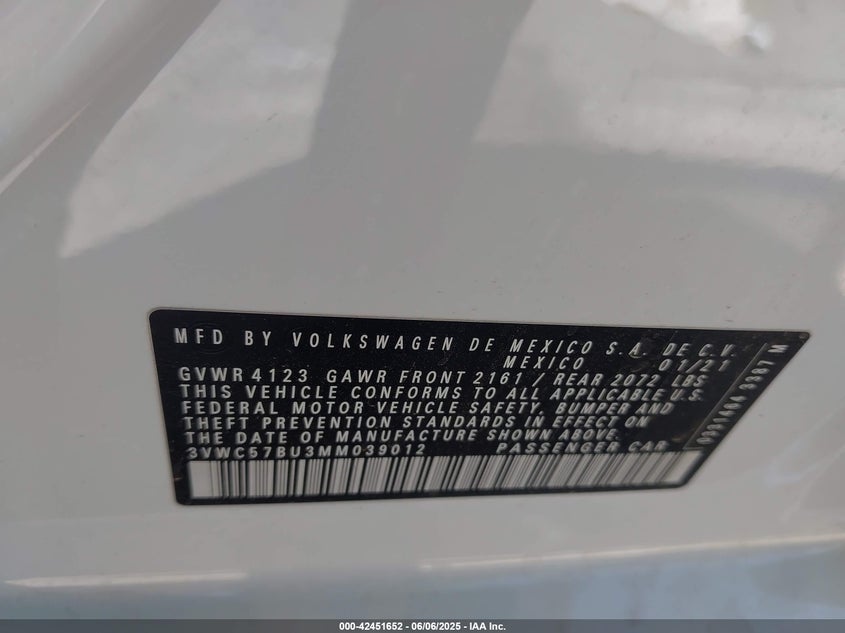 MFD BY VOLKSWAGEN DE MEXICO S.A. DE C.V.
MEXICO 01/21
GVWR 4123 GAWR FRONT 2161 / REAR 2072 LBS
THIS VEHICLE CONFORMS TO ALL APPLICABLE U.S.
FEDERAL MOTOR VEHICLE SAFETY, BUMPER AND
THEFT PREVENTION STANDARDS IN EFFECT ON
THE DATE OF MANUFACTURE SHOWN ABOVE.
3VWC57BU3MM039012 PASSENGER CAR
3387 M
000-42451652 | 06/06/2025 - IAA Inc.